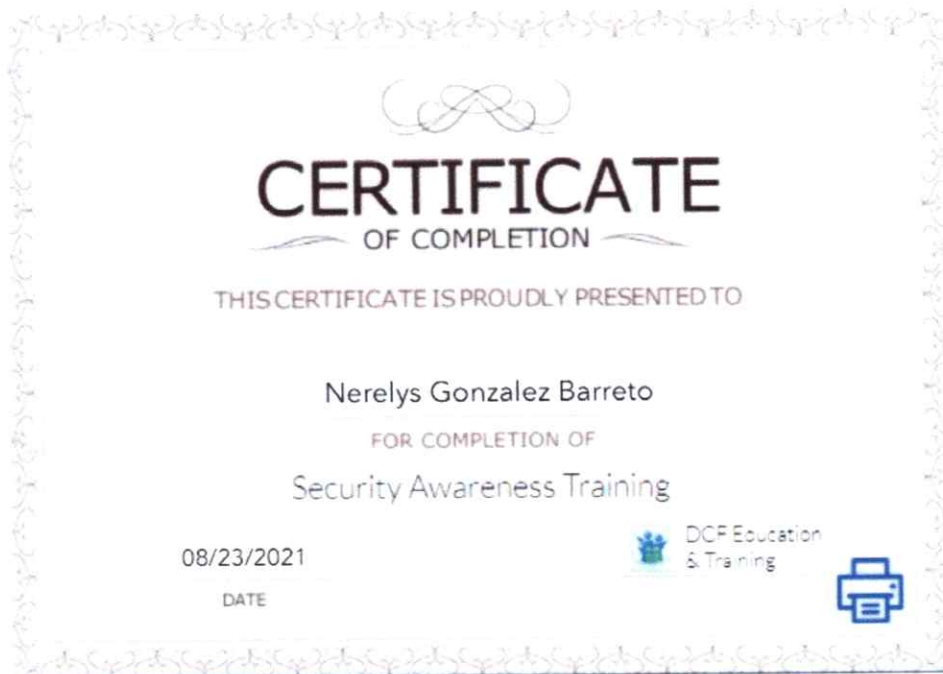 CERTIFICATE
OF COMPLETION
THIS CERTIFICATE IS PROUDLY PRESENTED TO
Nerelys Gonzalez Barreto
FOR COMPLETION OF
Security Awareness Training
08/23/2021
DATE
DCF Education
& Training